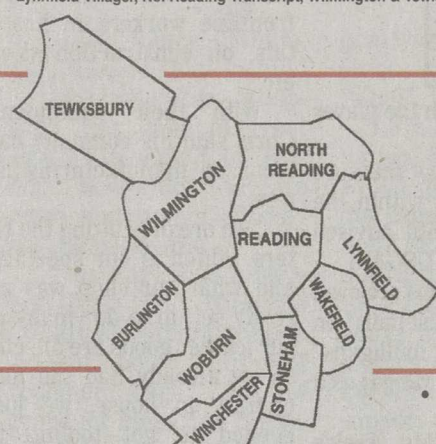 TEWKSBURY
WILMINGTON
NORTH
READING
READING
LYNNFIELD
BURLINGTON
WAKEFIELD
WOBURN
STONEHAM
WINCHESTER